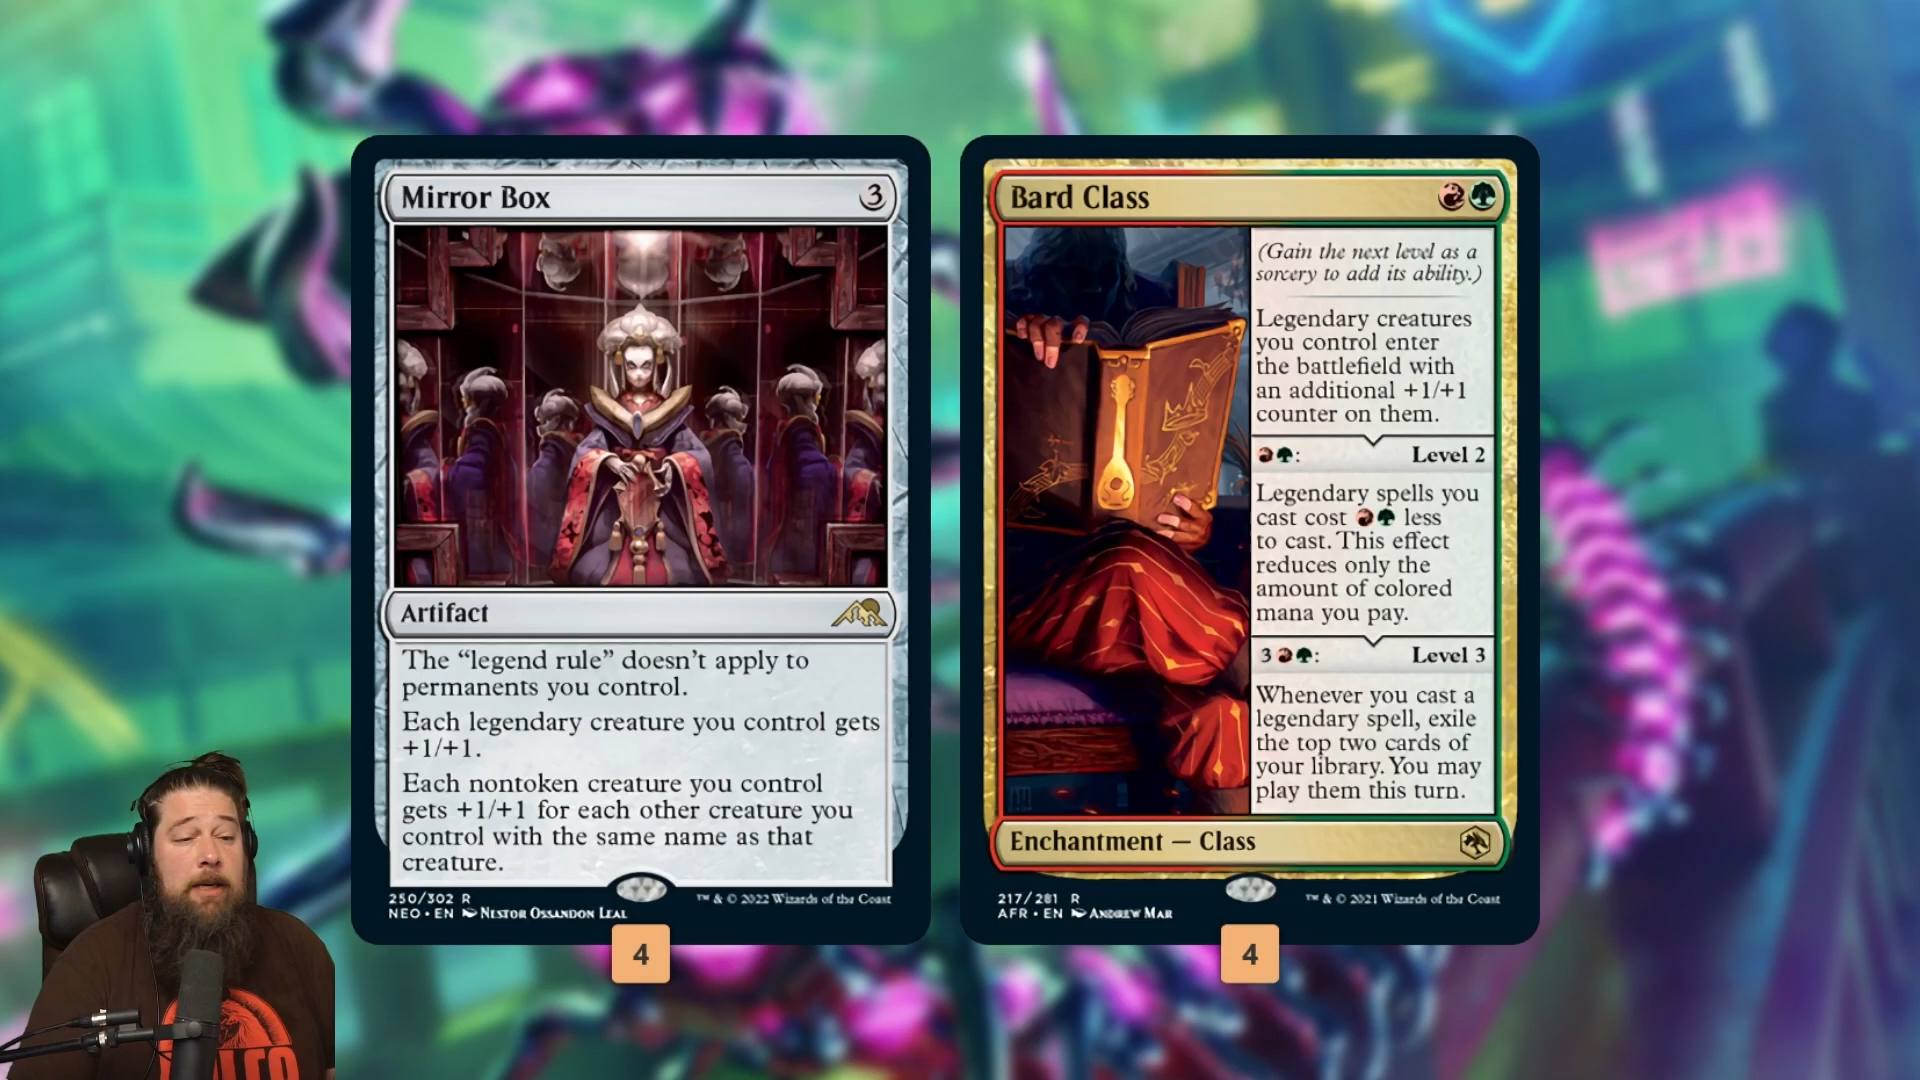 Mirror Box
3
Artifact
The “legend rule” doesn’t apply to
permanents you control.
Each legendary creature you control gets
+1/+1.
Each nontoken creature you control
gets +1/+1 for each other creature you
control with the same name as that
creature.
250/302 R
NEO • EN Nestor Ossandon Leal
™ & © 2022 Wizards of the Coast
4
Bard Class
(Gain the next level as a
sorcery to add its ability.)
Legendary creatures
you control enter
the battlefield with
an additional +1/+1
counter on them.
: Level 2
Legendary spells you
cast cost less
to cast. This effect
reduces only the
amount of colored
mana you pay.
3 : Level 3
Whenever you cast a
legendary spell, exile
the top two cards of
your library. You may
play them this turn.
Enchantment — Class
217/281 R
AFR • EN Andrew Mar
™ & © 2021 Wizards of the Coast
4